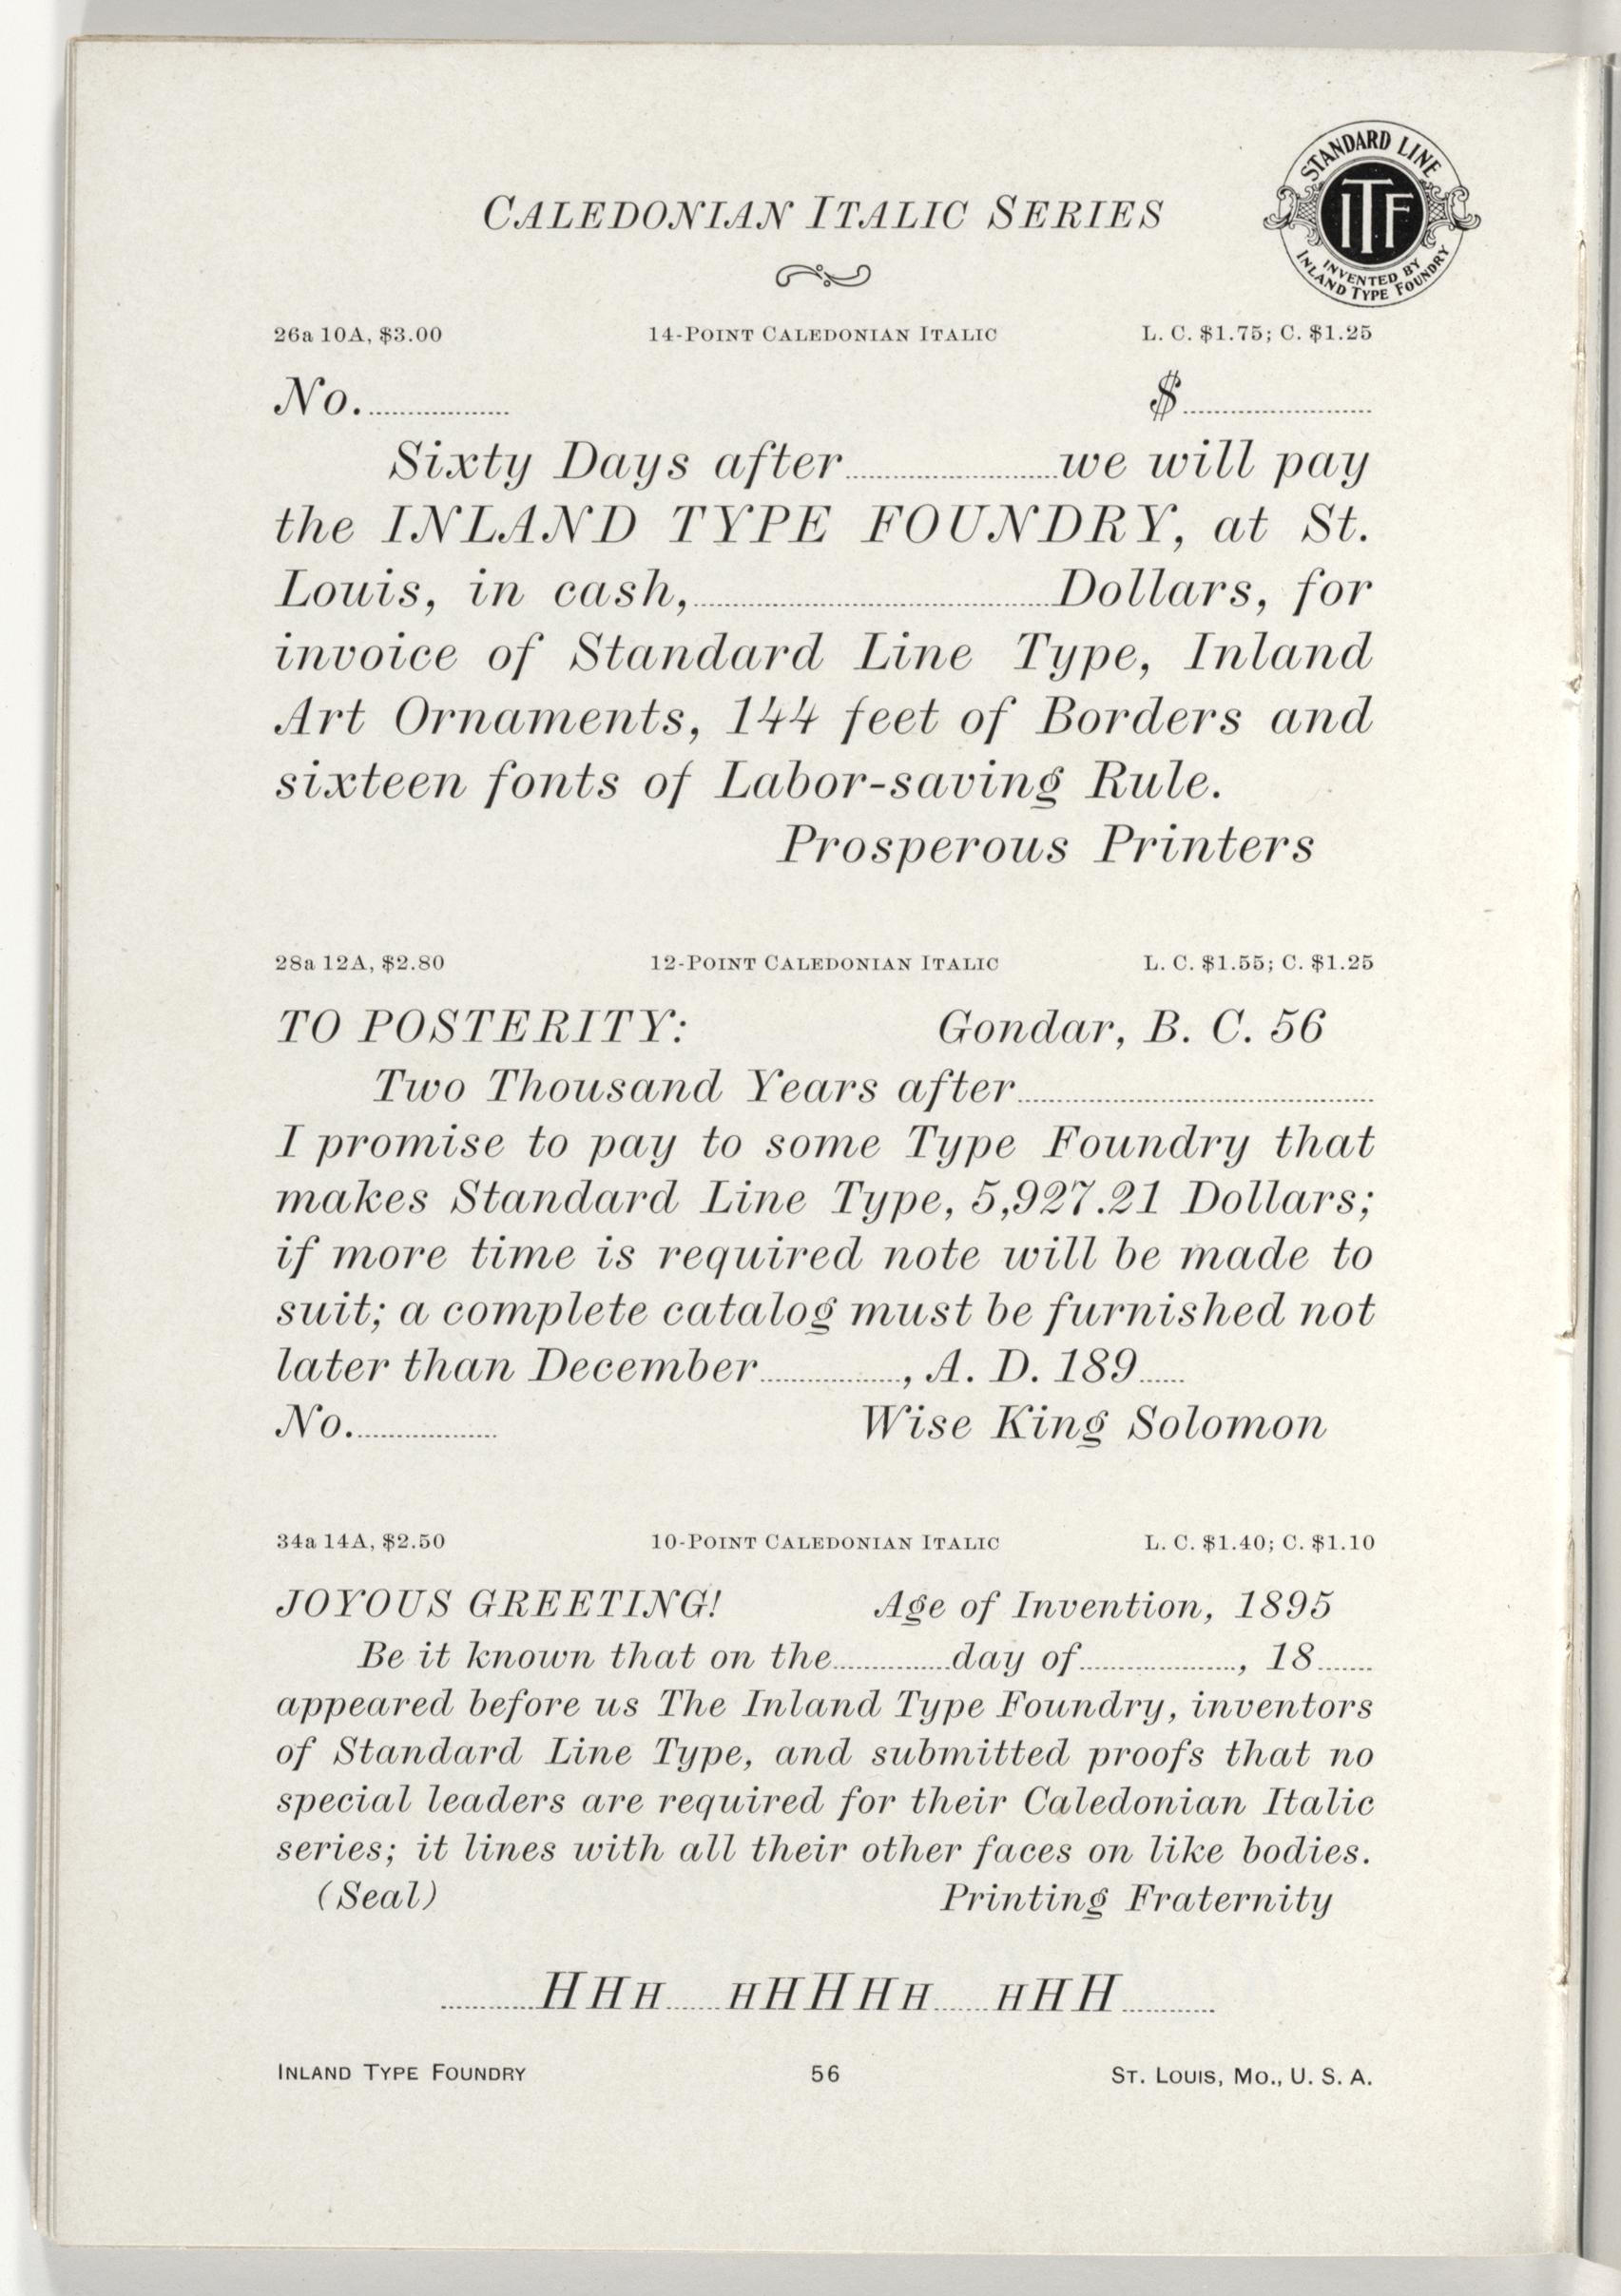 CALEDONIAN ITALIC SERIES
STANDARD LINE
ITF
INVENTED BY
INLAND TYPE FOUNDRY
26a 10A, $3.00 14-POINT CALEDONIAN ITALIC L. C. $1.75; C. $1.25
No. $
Sixty Days after we will pay
the INLAND TYPE FOUNDRY, at St.
Louis, in cash, Dollars, for
invoice of Standard Line Type, Inland
Art Ornaments, 144 feet of Borders and
sixteen fonts of Labor-saving Rule.
Prosperous Printers
28a 12A, $2.80 12-POINT CALEDONIAN ITALIC L. C. $1.55; C. $1.25
TO POSTERITY: Gondar, B. C. 56
Two Thousand Years after
I promise to pay to some Type Foundry that
makes Standard Line Type, 5,927.21 Dollars;
if more time is required note will be made to
suit; a complete catalog must be furnished not
later than December , A. D. 189
No. Wise King Solomon
34a 14A, $2.50 10-POINT CALEDONIAN ITALIC L. C. $1.40; C. $1.10
JOYOUS GREETING! Age of Invention, 1895
Be it known that on the day of , 18
appeared before us The Inland Type Foundry, inventors
of Standard Line Type, and submitted proofs that no
special leaders are required for their Caledonian Italic
series; it lines with all their other faces on like bodies.
(Seal) Printing Fraternity
HHH HHHHH HHH
INLAND TYPE FOUNDRY 56 ST. LOUIS, MO., U. S. A.